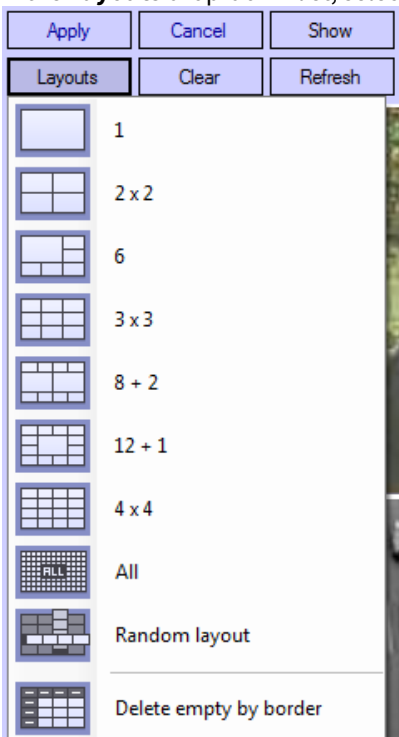 Apply Cancel Show
Layouts Clear Refresh
1
2 x 2
6
3 x 3
8 + 2
12 + 1
4 x 4
ALL
All
Random layout
Delete empty by border